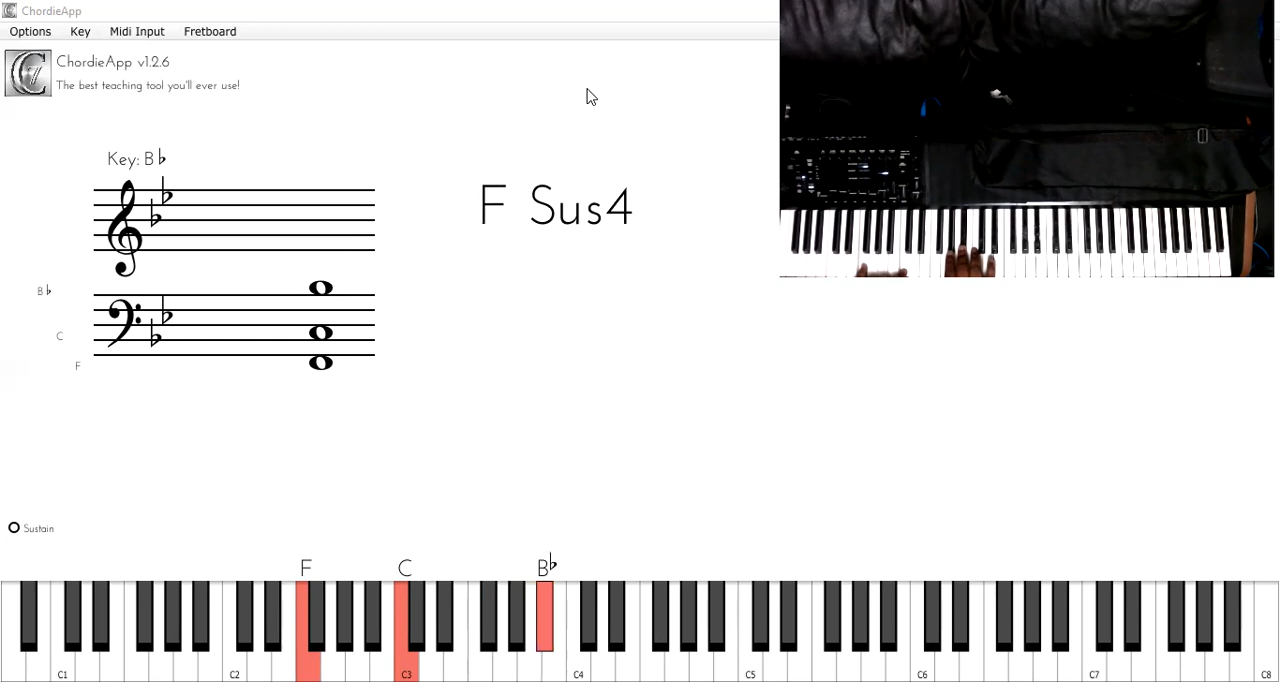 ChordieApp
Options Key Midi Input Fretboard
ChordieApp v1.2.6
The best teaching tool you'll ever use!
Key: B♭
F Sus4
B♭
C
F
Sustain
F C B♭
C1 C2 C3 C4 C5 C6 C7 C8